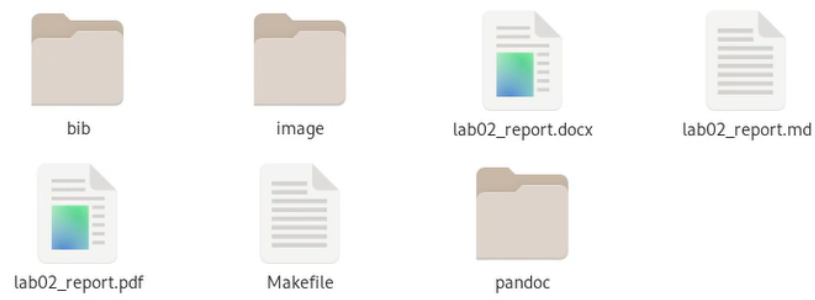 bib
image
lab02_report.docx
lab02_report.md
lab02_report.pdf
Makefile
pandoc